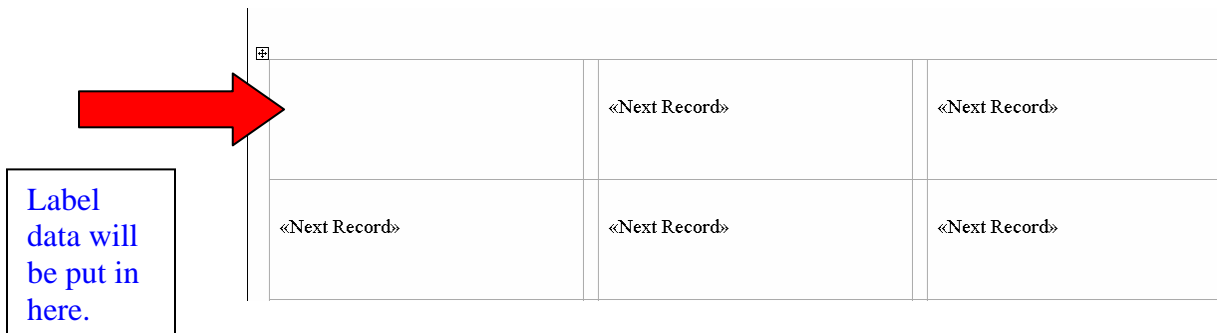 «Next Record» «Next Record»
«Next Record» «Next Record» «Next Record»
Label
data will
be put in
here.